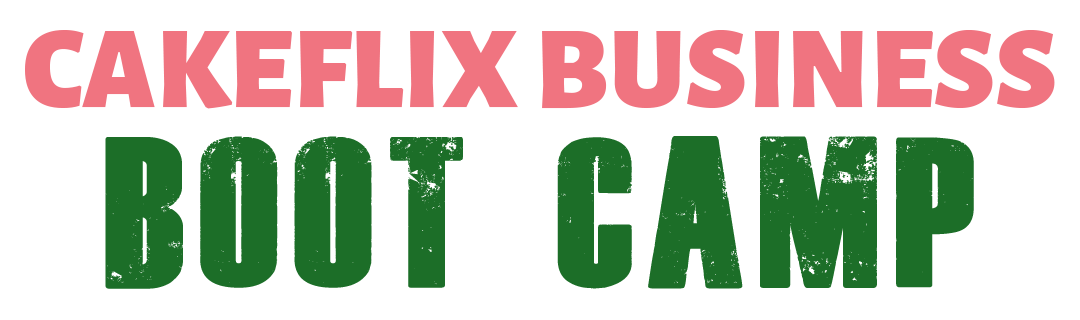 CAKEFLIX BUSINESS
BOOT CAMP